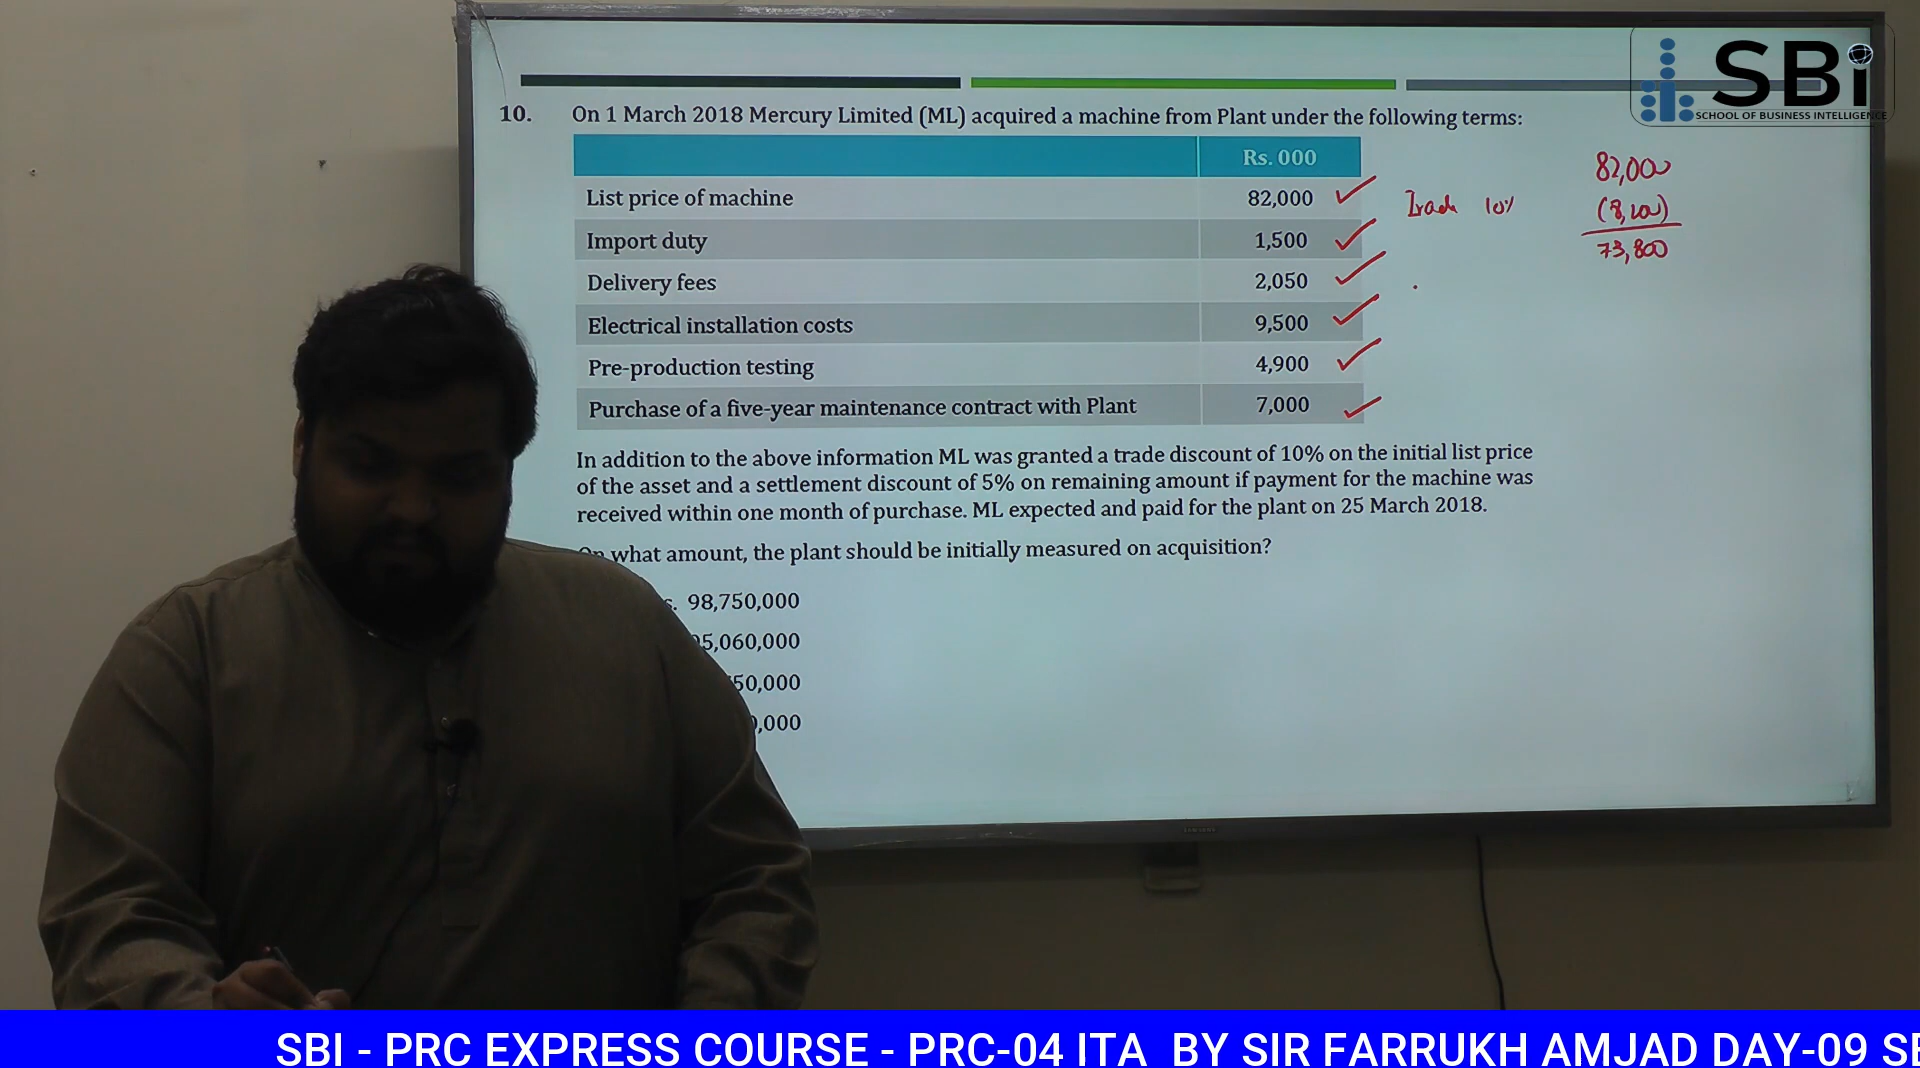 SBi
SCHOOL OF BUSINESS INTELLIGENCE
10. On 1 March 2018 Mercury Limited (ML) acquired a machine from Plant under the following terms:
Rs. 000
List price of machine 82,000
Import duty 1,500
Delivery fees 2,050
Electrical installation costs 9,500
Pre-production testing 4,900
Purchase of a five-year maintenance contract with Plant 7,000
Trade 10%
82,000
(8,200)
73,800
In addition to the above information ML was granted a trade discount of 10% on the initial list price
of the asset and a settlement discount of 5% on remaining amount if payment for the machine was
received within one month of purchase. ML expected and paid for the plant on 25 March 2018.
what amount, the plant should be initially measured on acquisition?
98,750,000
5,060,000
50,000
,000
SBI - PRC EXPRESS COURSE - PRC-04 ITA BY SIR FARRUKH AMJAD DAY-09 SE